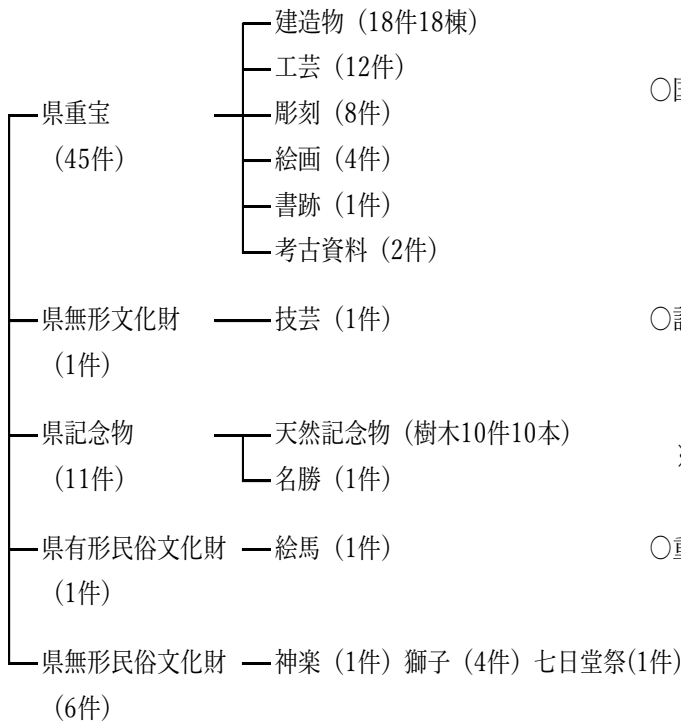 建造物（18件18棟）
工芸（12件）
県重宝 彫刻（8件）
（45件） 絵画（4件）
書跡（1件）
考古資料（2件）
県無形文化財 技芸（1件）
（1件）
県記念物 天然記念物（樹木10件10本）
（11件） 名勝（1件）
県有形民俗文化財 絵馬（1件）
（1件）
県無形民俗文化財 神楽（1件）獅子（4件）七日堂祭(1件)
（6件）